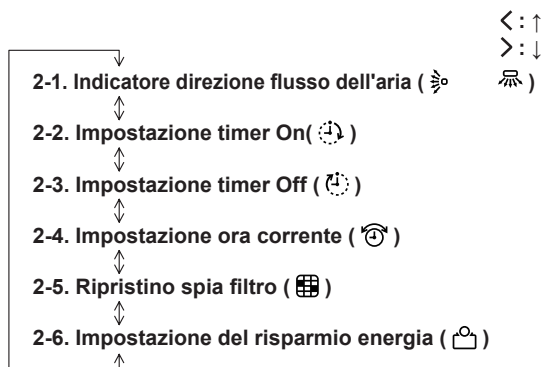 < : ↑
> : ↓
2-1. Indicatore direzione flusso dell'aria ( )
2-2. Impostazione timer On( )
2-3. Impostazione timer Off ( )
2-4. Impostazione ora corrente ( )
2-5. Ripristino spia filtro ( )
2-6. Impostazione del risparmio energia ( )